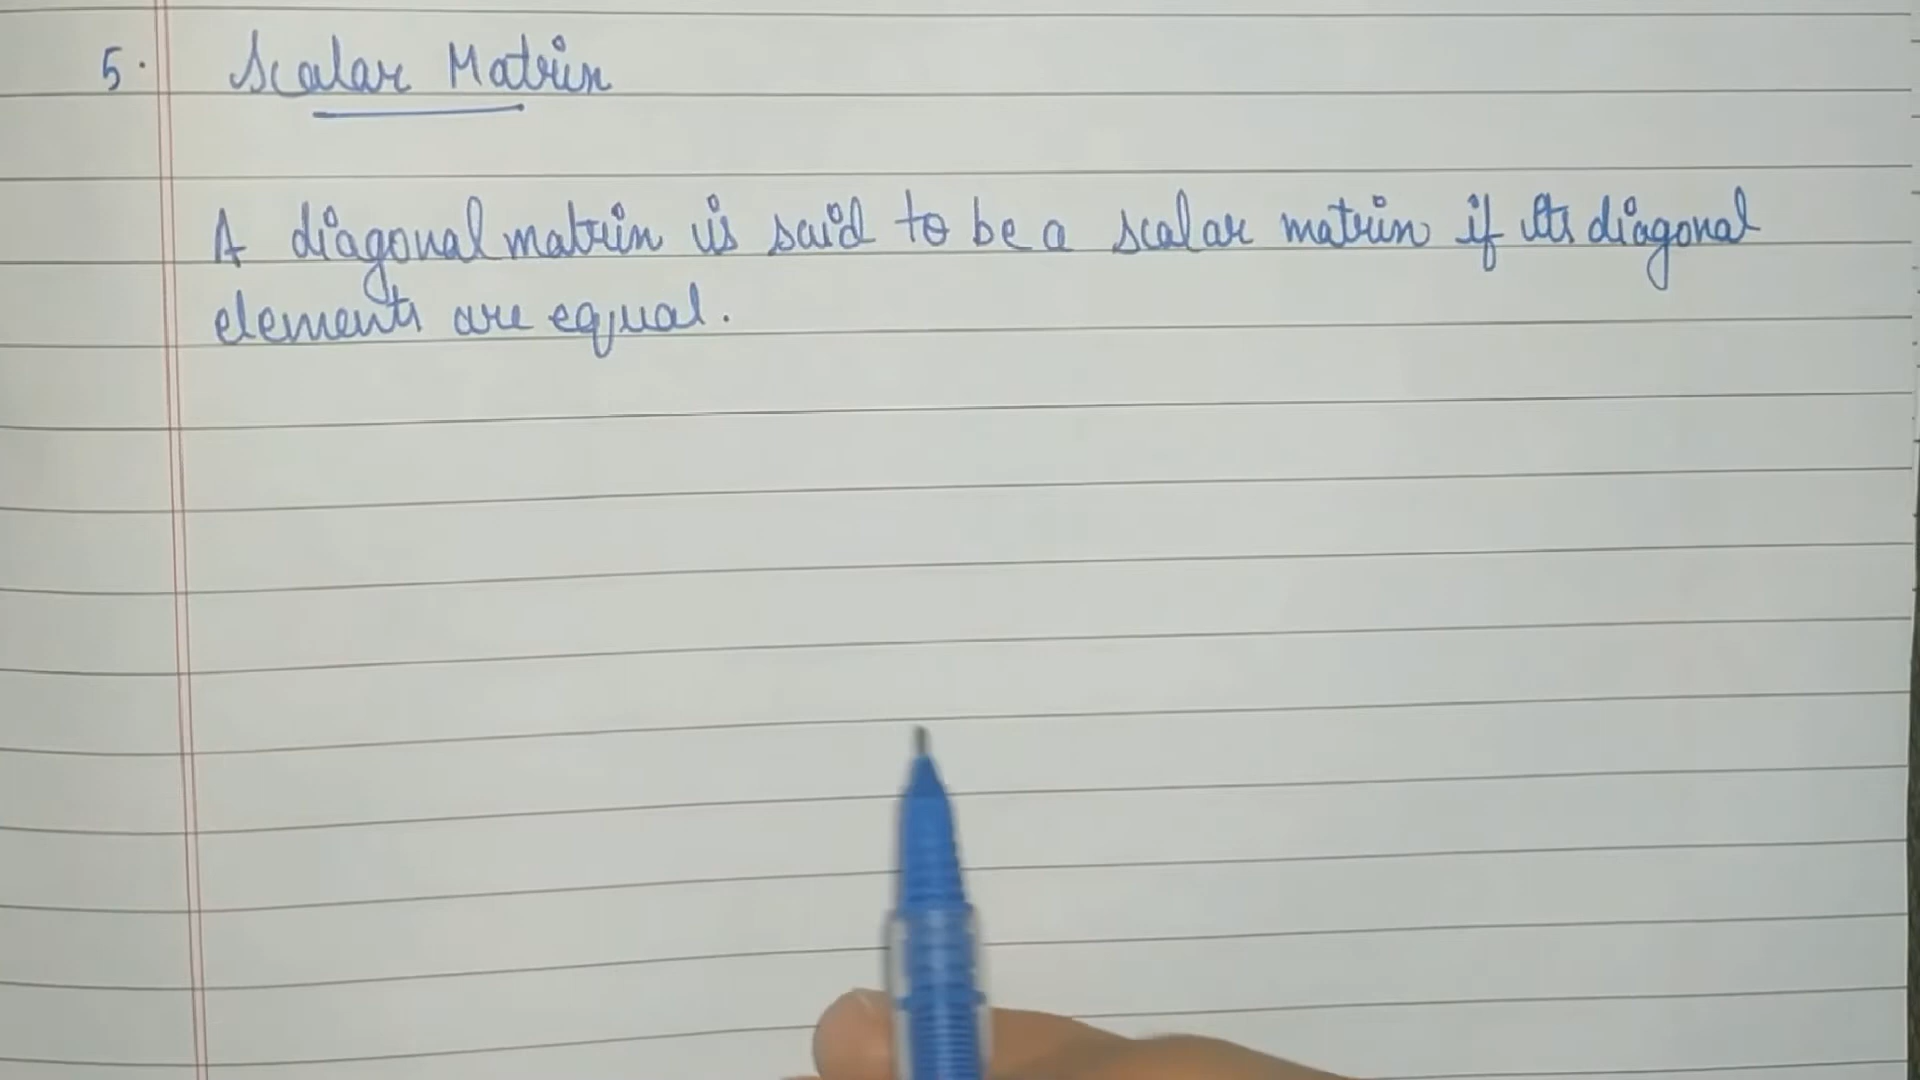 5. Scalar Matrix
A diagonal matrix is said to be a scalar matrix if its diagonal
elements are equal.